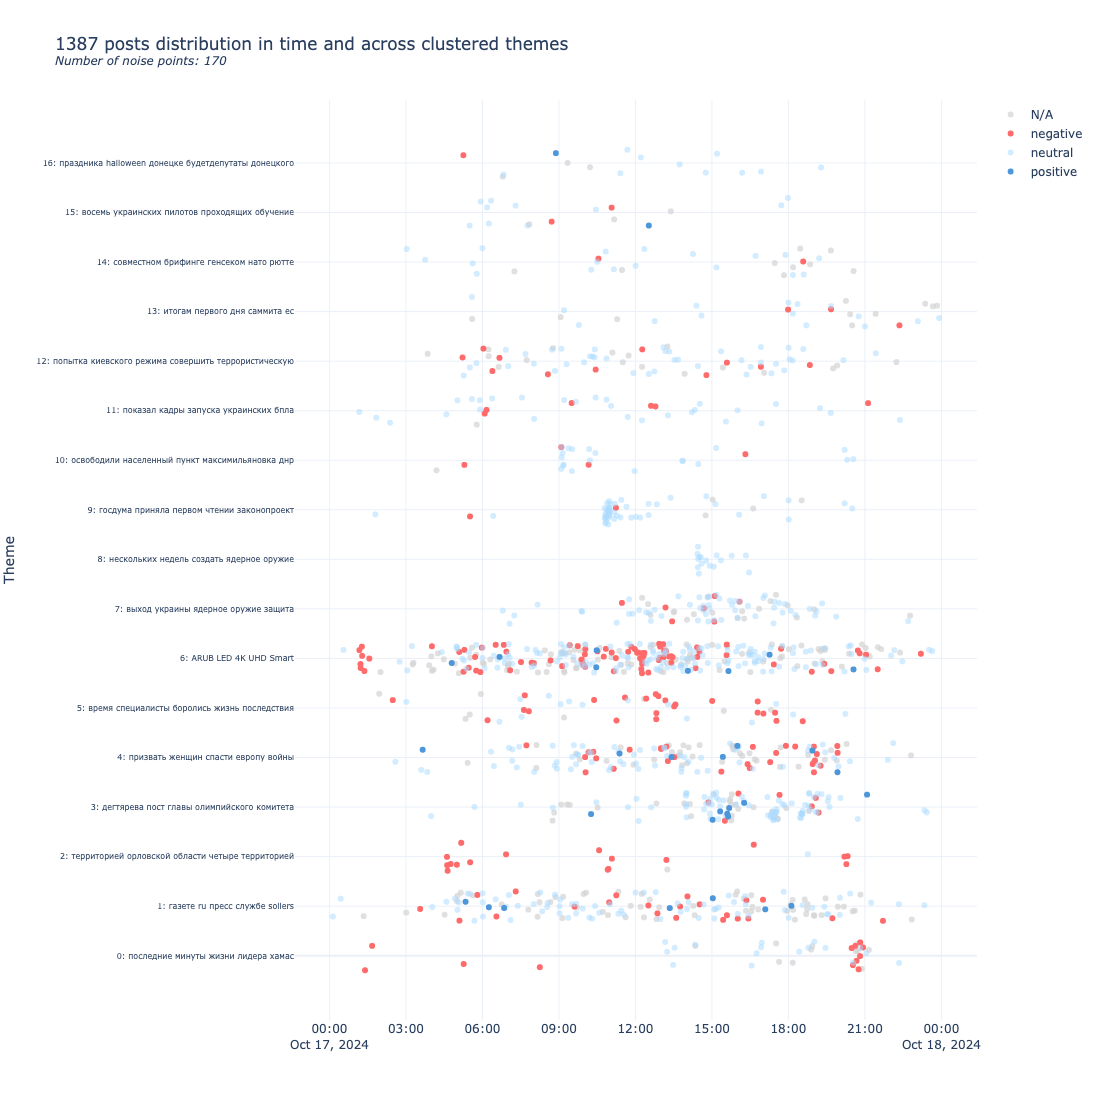 1387 posts distribution in time and across clustered themes
Number of noise points: 170
N/A
negative
neutral
positive
Theme
16: праздника halloween донецке будетдепутаты донецкого
15: восемь украинских пилотов проходящих обучение
14: совместном брифинге генсеком нато рютте
13: итогам первого дня саммита ес
12: попытка киевского режима совершить террористическую
11: показал кадры запуска украинских бпла
10: освободили населенный пункт максимильяновка днр
9: госдума приняла первом чтении законопроект
8: нескольких недель создать ядерное оружие
7: выход украины ядерное оружие защита
6: ARUB LED 4K UHD Smart
5: время специалисты боролись жизнь последствия
4: призвать женщин спасти европу войны
3: дегтярева пост главы олимпийского комитета
2: территорией орловской области четыре территорией
1: газете ru пресс службе sollers
0: последние минуты жизни лидера хамас
00:00 03:00 06:00 09:00 12:00 15:00 18:00 21:00 00:00
Oct 17, 2024 Oct 18, 2024